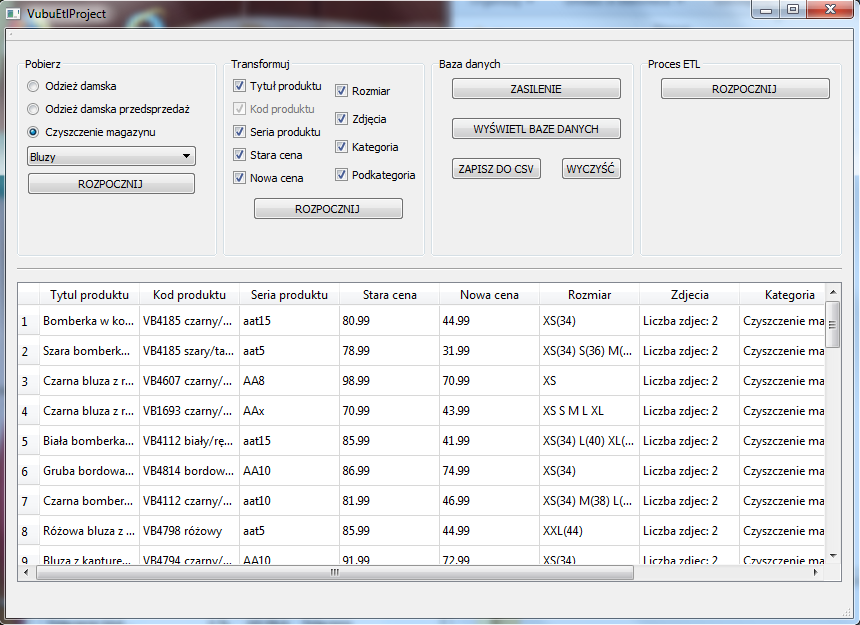 VubuEtlProject
Pobierz
Odzież damska
Odzież damska przedsprzedaż
Czyszczenie magazynu
Bluzy
ROZPOCZNIJ
Transformuj
Tytuł produktu
Kod produktu
Seria produktu
Stara cena
Nowa cena
Rozmiar
Zdjęcia
Kategoria
Podkategoria
ROZPOCZNIJ
Baza danych
ZASILENIE
WYŚWIETL BAZE DANYCH
ZAPISZ DO CSV WYCZYŚĆ
Proces ETL
ROZPOCZNIJ
Tytul produktu Kod produktu Seria produktu Stara cena Nowa cena Rozmiar Zdjecia Kategoria
1 Bomberka w ko... VB4185 czarny/... aat15 80.99 44.99 XS(34) Liczba zdjec: 2 Czyszczenie ma
2 Szara bomberk... VB4185 szary/ta... aat5 78.99 31.99 XS(34) S(36) M(... Liczba zdjec: 2 Czyszczenie ma
3 Czarna bluza z r... VB4607 czarny/... AA8 98.99 70.99 XS Liczba zdjec: 2 Czyszczenie ma
4 Czarna bluza z r... VB1693 czarny/... AAx 70.99 43.99 XS S M L XL Liczba zdjec: 2 Czyszczenie ma
5 Biała bomberka... VB4112 biały/rę... aat15 85.99 41.99 XS(34) L(40) XL(... Liczba zdjec: 2 Czyszczenie ma
6 Gruba bordowa... VB4814 bordow... AA10 86.99 74.99 XS(34) Liczba zdjec: 2 Czyszczenie ma
7 Czarna bomber... VB4112 czarny/... aat10 81.99 46.99 XS(34) M(38) L(... Liczba zdjec: 2 Czyszczenie ma
8 Różowa bluza z ... VB4798 różowy aat5 85.99 44.99 XXL(44) Liczba zdjec: 2 Czyszczenie ma
9 Bluza z kapture... VB4794 czarny/... AA10 91.99 72.99 XS(34) Liczba zdjec: 2 Czyszczenie ma